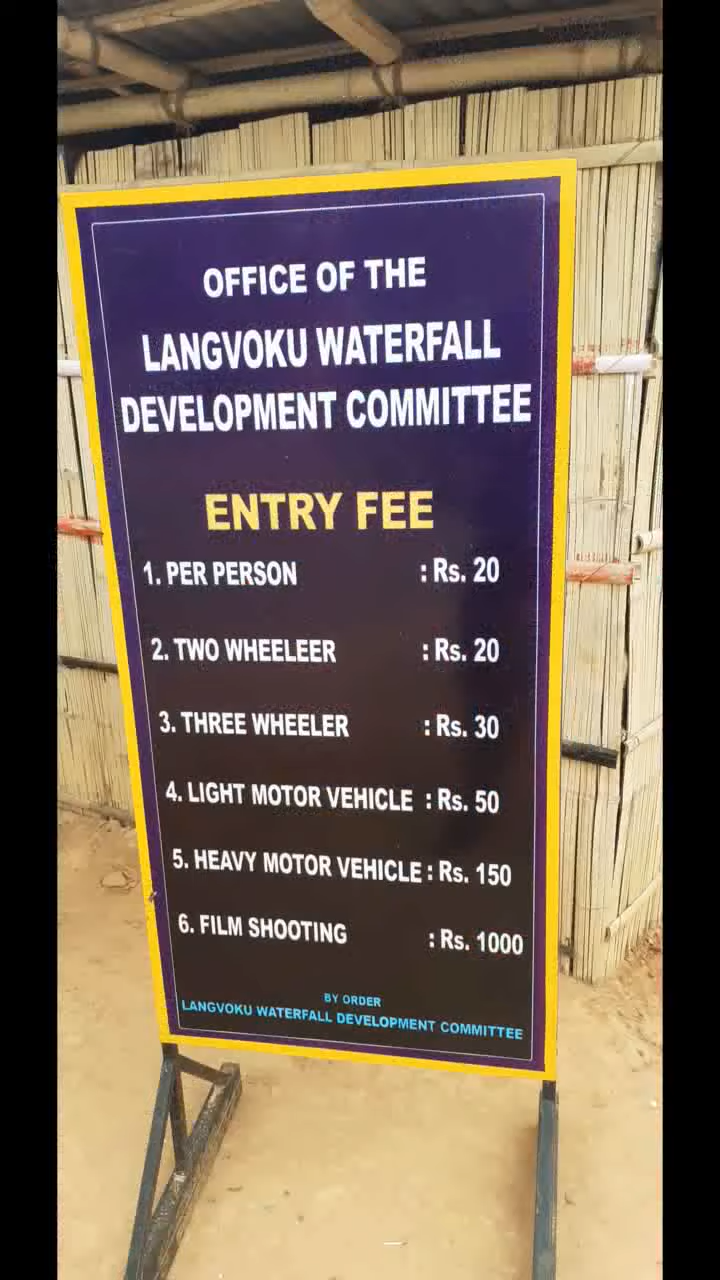 OFFICE OF THE
LANGVOKU WATERFALL
DEVELOPMENT COMMITTEE
ENTRY FEE
1. PER PERSON : Rs. 20
2. TWO WHEELEER : Rs. 20
3. THREE WHEELER : Rs. 30
4. LIGHT MOTOR VEHICLE : Rs. 50
5. HEAVY MOTOR VEHICLE : Rs. 150
6. FILM SHOOTING : Rs. 1000
BY ORDER
LANGVOKU WATERFALL DEVELOPMENT COMMITTEE